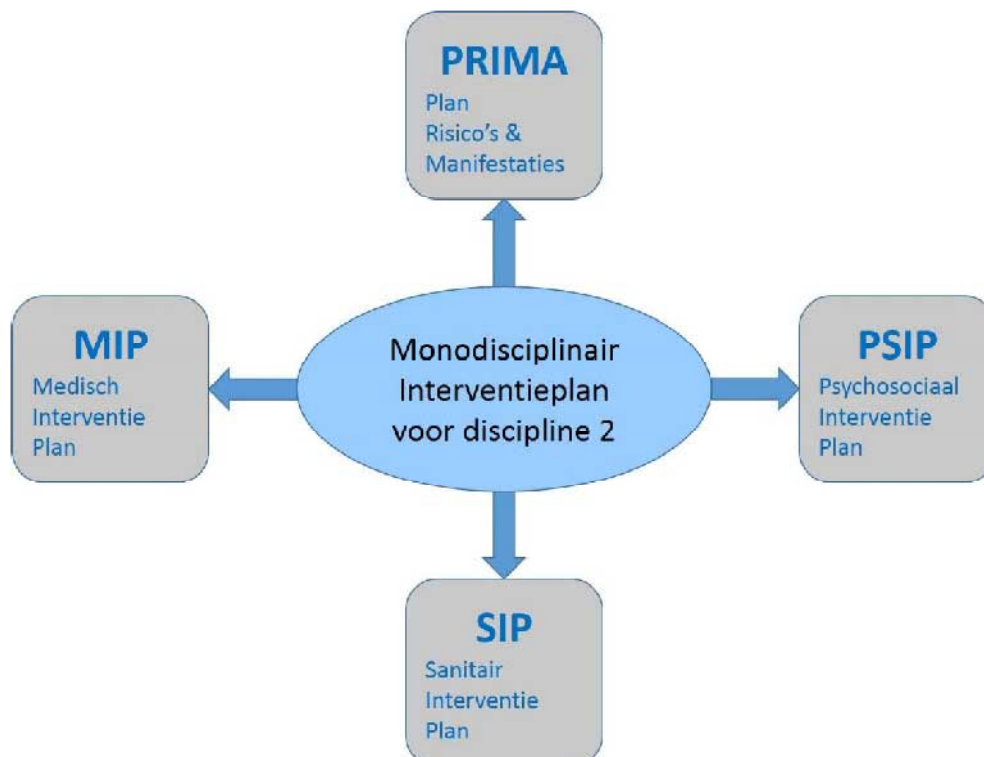 PRIMA
Plan
Risico's &
Manifestaties
MIP
Medisch
Interventie
Plan
Monodisciplinair
Interventieplan
voor discipline 2
PSIP
Psychosociaal
Interventie
Plan
SIP
Sanitair
Interventie
Plan